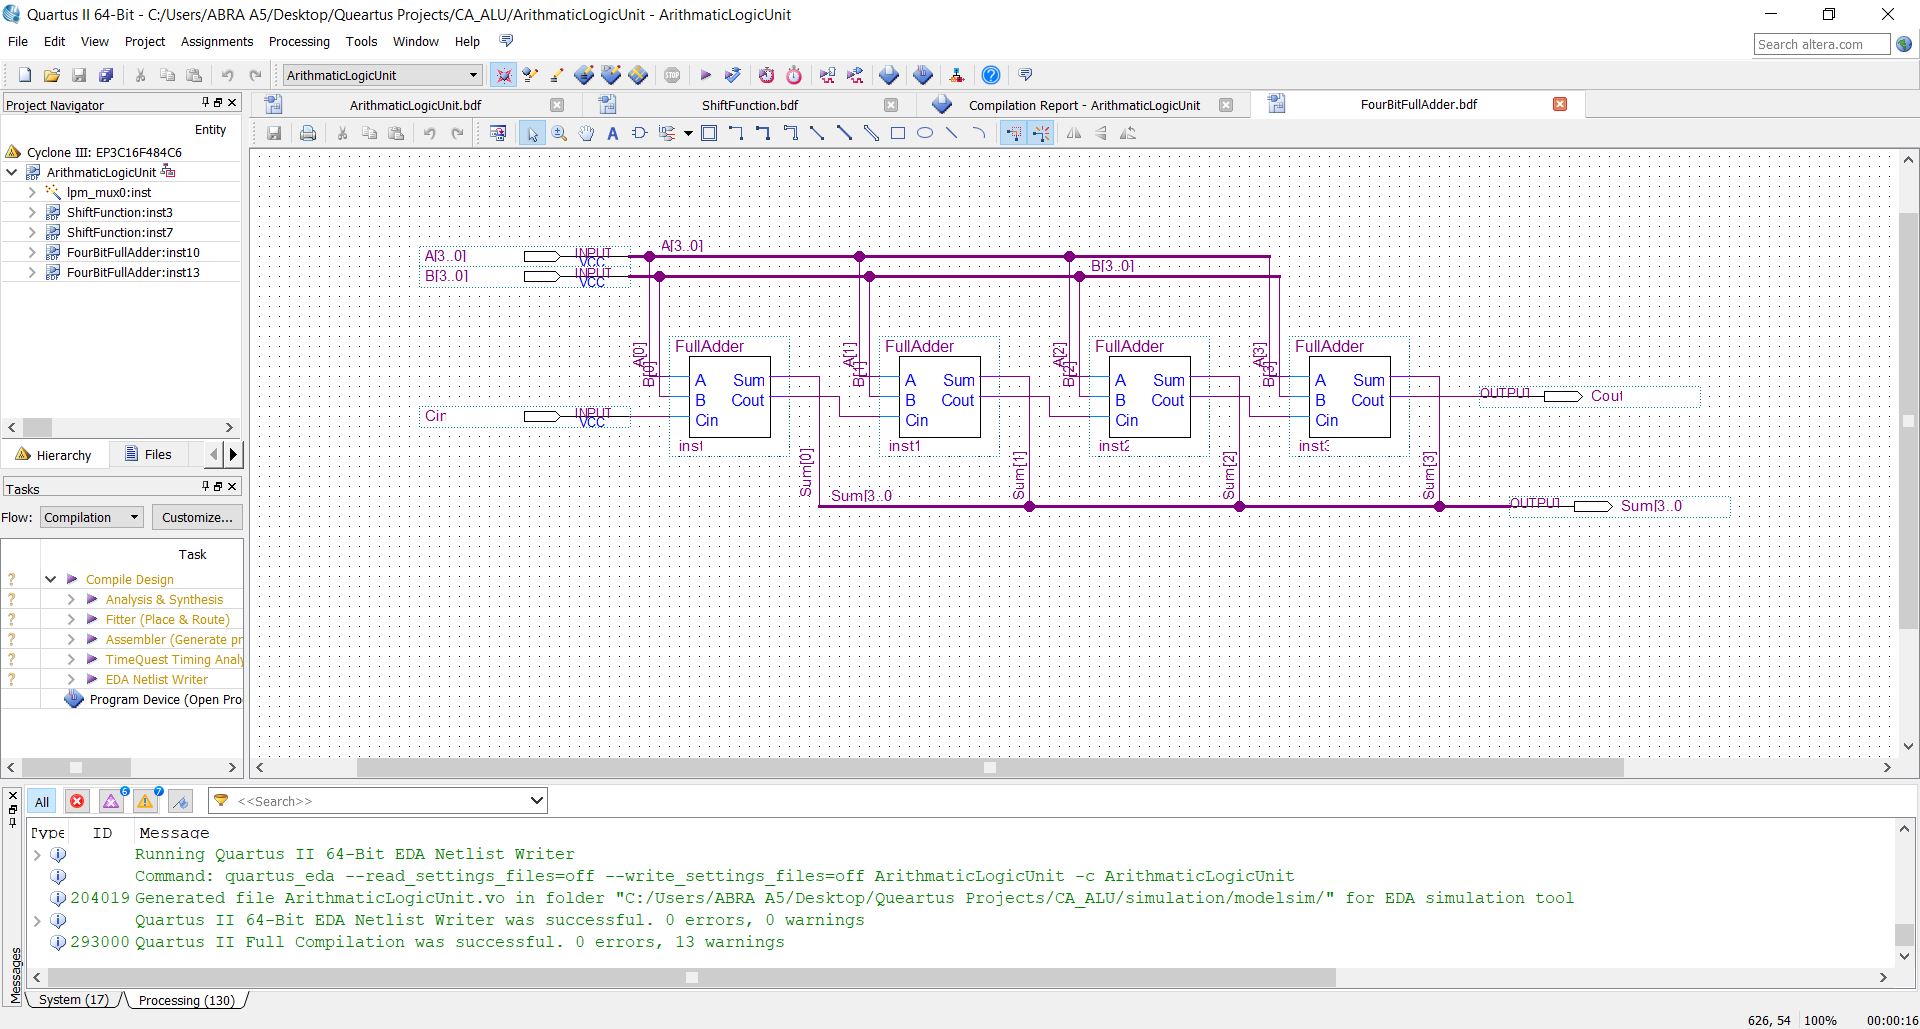 Quartus II 64-Bit - C:/Users/ABRA A5/Desktop/Queartus Projects/CA_ALU/ArithmaticLogicUnit - ArithmaticLogicUnit
File Edit View Project Assignments Processing Tools Window Help
Search altera.com
ArithmaticLogicUnit
STOP
Project Navigator
ArithmaticLogicUnit.bdf ShiftFunction.bdf Compilation Report - ArithmaticLogicUnit FourBitFullAdder.bdf
Entity
Cyclone III: EP3C16F484C6
ArithmaticLogicUnit
lpm_mux0:inst
ShiftFunction:inst3
ShiftFunction:inst7
FourBitFullAdder:inst10
FourBitFullAdder:inst13
Hierarchy Files
Tasks
Flow: Compilation Customize...
Task
? Compile Design
? Analysis & Synthesis
? Fitter (Place & Route)
? Assembler (Generate pr
? TimeQuest Timing Analy
? EDA Netlist Writer
Program Device (Open Pro
A[3..0]
A[3..0] INPUT VCC
B[3..0]
B[3..0] INPUT VCC
A[0] B[0] A[1] B[1] A[2] B[2] A[3] B[3]
FullAdder FullAdder FullAdder FullAdder
A Sum A Sum A Sum A Sum
B Cout B Cout B Cout B Cout
Cin Cin Cin Cin
OUTPUT Cout
Cin INPUT VCC
inst1 inst1 inst2 inst3
Sum[0] Sum[1] Sum[2] Sum[3]
Sum[3..0
OUTPUT Sum[3..0
All 6 7 <<Search>>
Type ID Message
Running Quartus II 64-Bit EDA Netlist Writer
Command: quartus_eda --read_settings_files=off --write_settings_files=off ArithmaticLogicUnit -c ArithmaticLogicUnit
204019 Generated file ArithmaticLogicUnit.vo in folder "C:/Users/ABRA A5/Desktop/Queartus Projects/CA_ALU/simulation/modelsim/" for EDA simulation tool
Quartus II 64-Bit EDA Netlist Writer was successful. 0 errors, 0 warnings
293000 Quartus II Full Compilation was successful. 0 errors, 13 warnings
Messages
System (17) Processing (130)
626, 54 100% 00:00:16